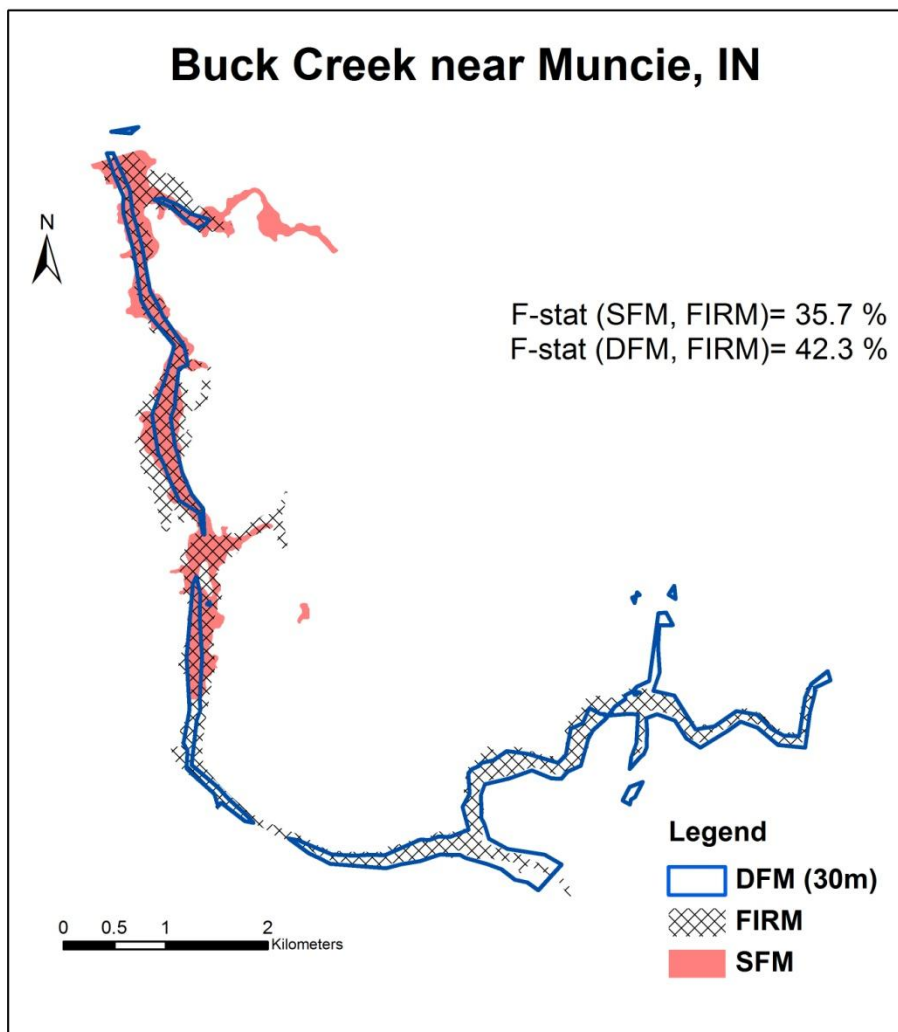 Buck Creek near Muncie, IN
N
F-stat (SFM, FIRM)= 35.7 %
F-stat (DFM, FIRM)= 42.3 %
Legend
DFM (30m)
FIRM
SFM
0 0.5 1 2
Kilometers